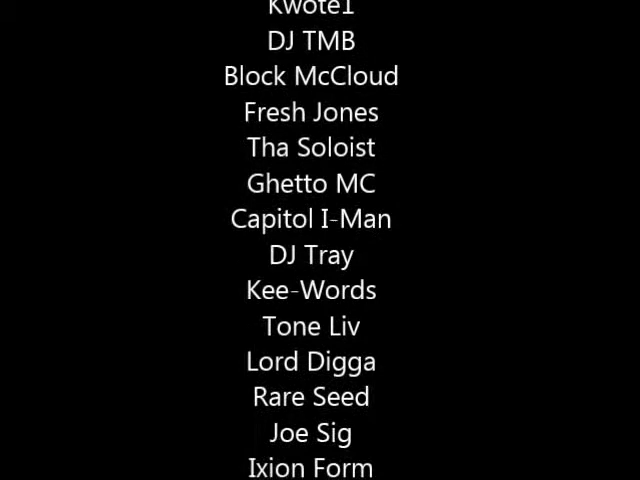 Kwote1
DJ TMB
Block McCloud
Fresh Jones
Tha Soloist
Ghetto MC
Capitol I-Man
DJ Tray
Kee-Words
Tone Liv
Lord Digga
Rare Seed
Joe Sig
Ixion Form